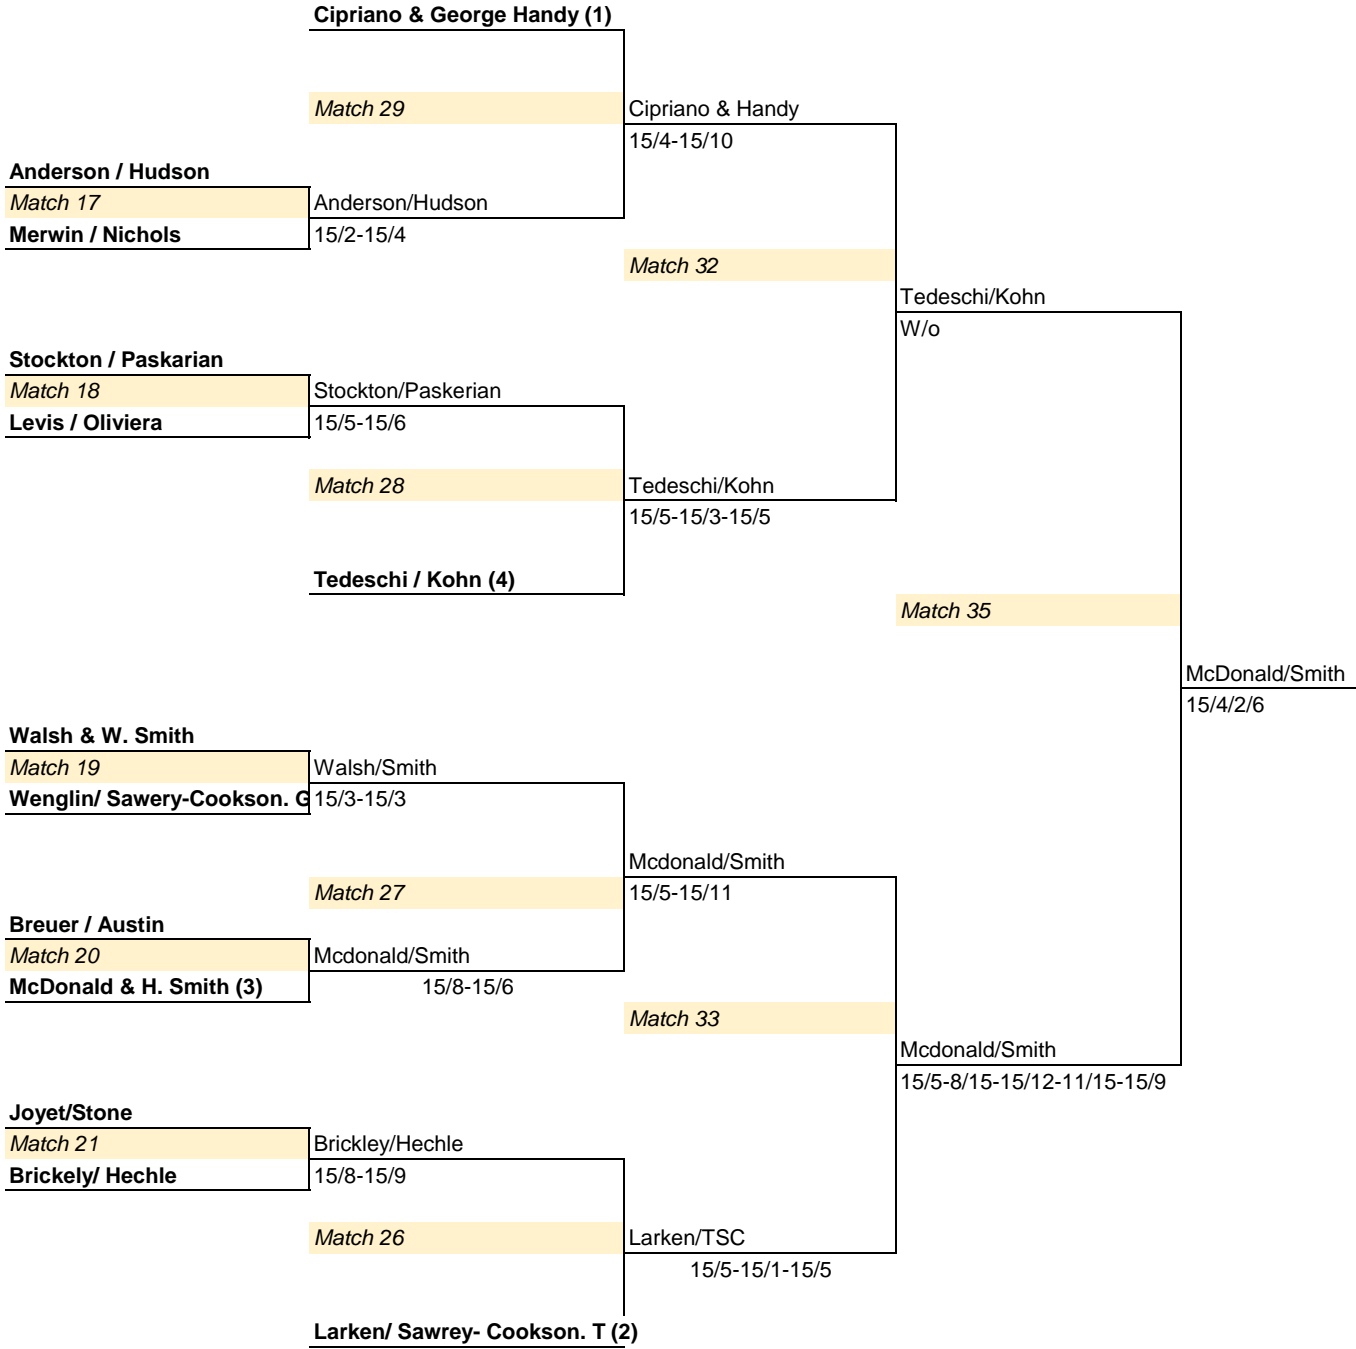 Cipriano & George Handy (1)
Match 29
Cipriano & Handy
15/4-15/10
Anderson / Hudson
Match 17
Anderson/Hudson
Merwin / Nichols
15/2-15/4
Match 32
Tedeschi/Kohn
W/o
Stockton / Paskarian
Match 18
Stockton/Paskerian
Levis / Oliviera
15/5-15/6
Match 28
Tedeschi/Kohn
15/5-15/3-15/5
Tedeschi / Kohn (4)
Match 35
McDonald/Smith
15/4/2/6
Walsh & W. Smith
Match 19
Walsh/Smith
Wenglin/ Sawery-Cookson. G
15/3-15/3
Mcdonald/Smith
Match 27
15/5-15/11
Breuer / Austin
Match 20
Mcdonald/Smith
McDonald & H. Smith (3)
15/8-15/6
Match 33
Mcdonald/Smith
15/5-8/15-15/12-11/15-15/9
Joyet/Stone
Match 21
Brickley/Hechle
Brickely/ Hechle
15/8-15/9
Match 26
Larken/TSC
15/5-15/1-15/5
Larken/ Sawrey- Cookson. T (2)